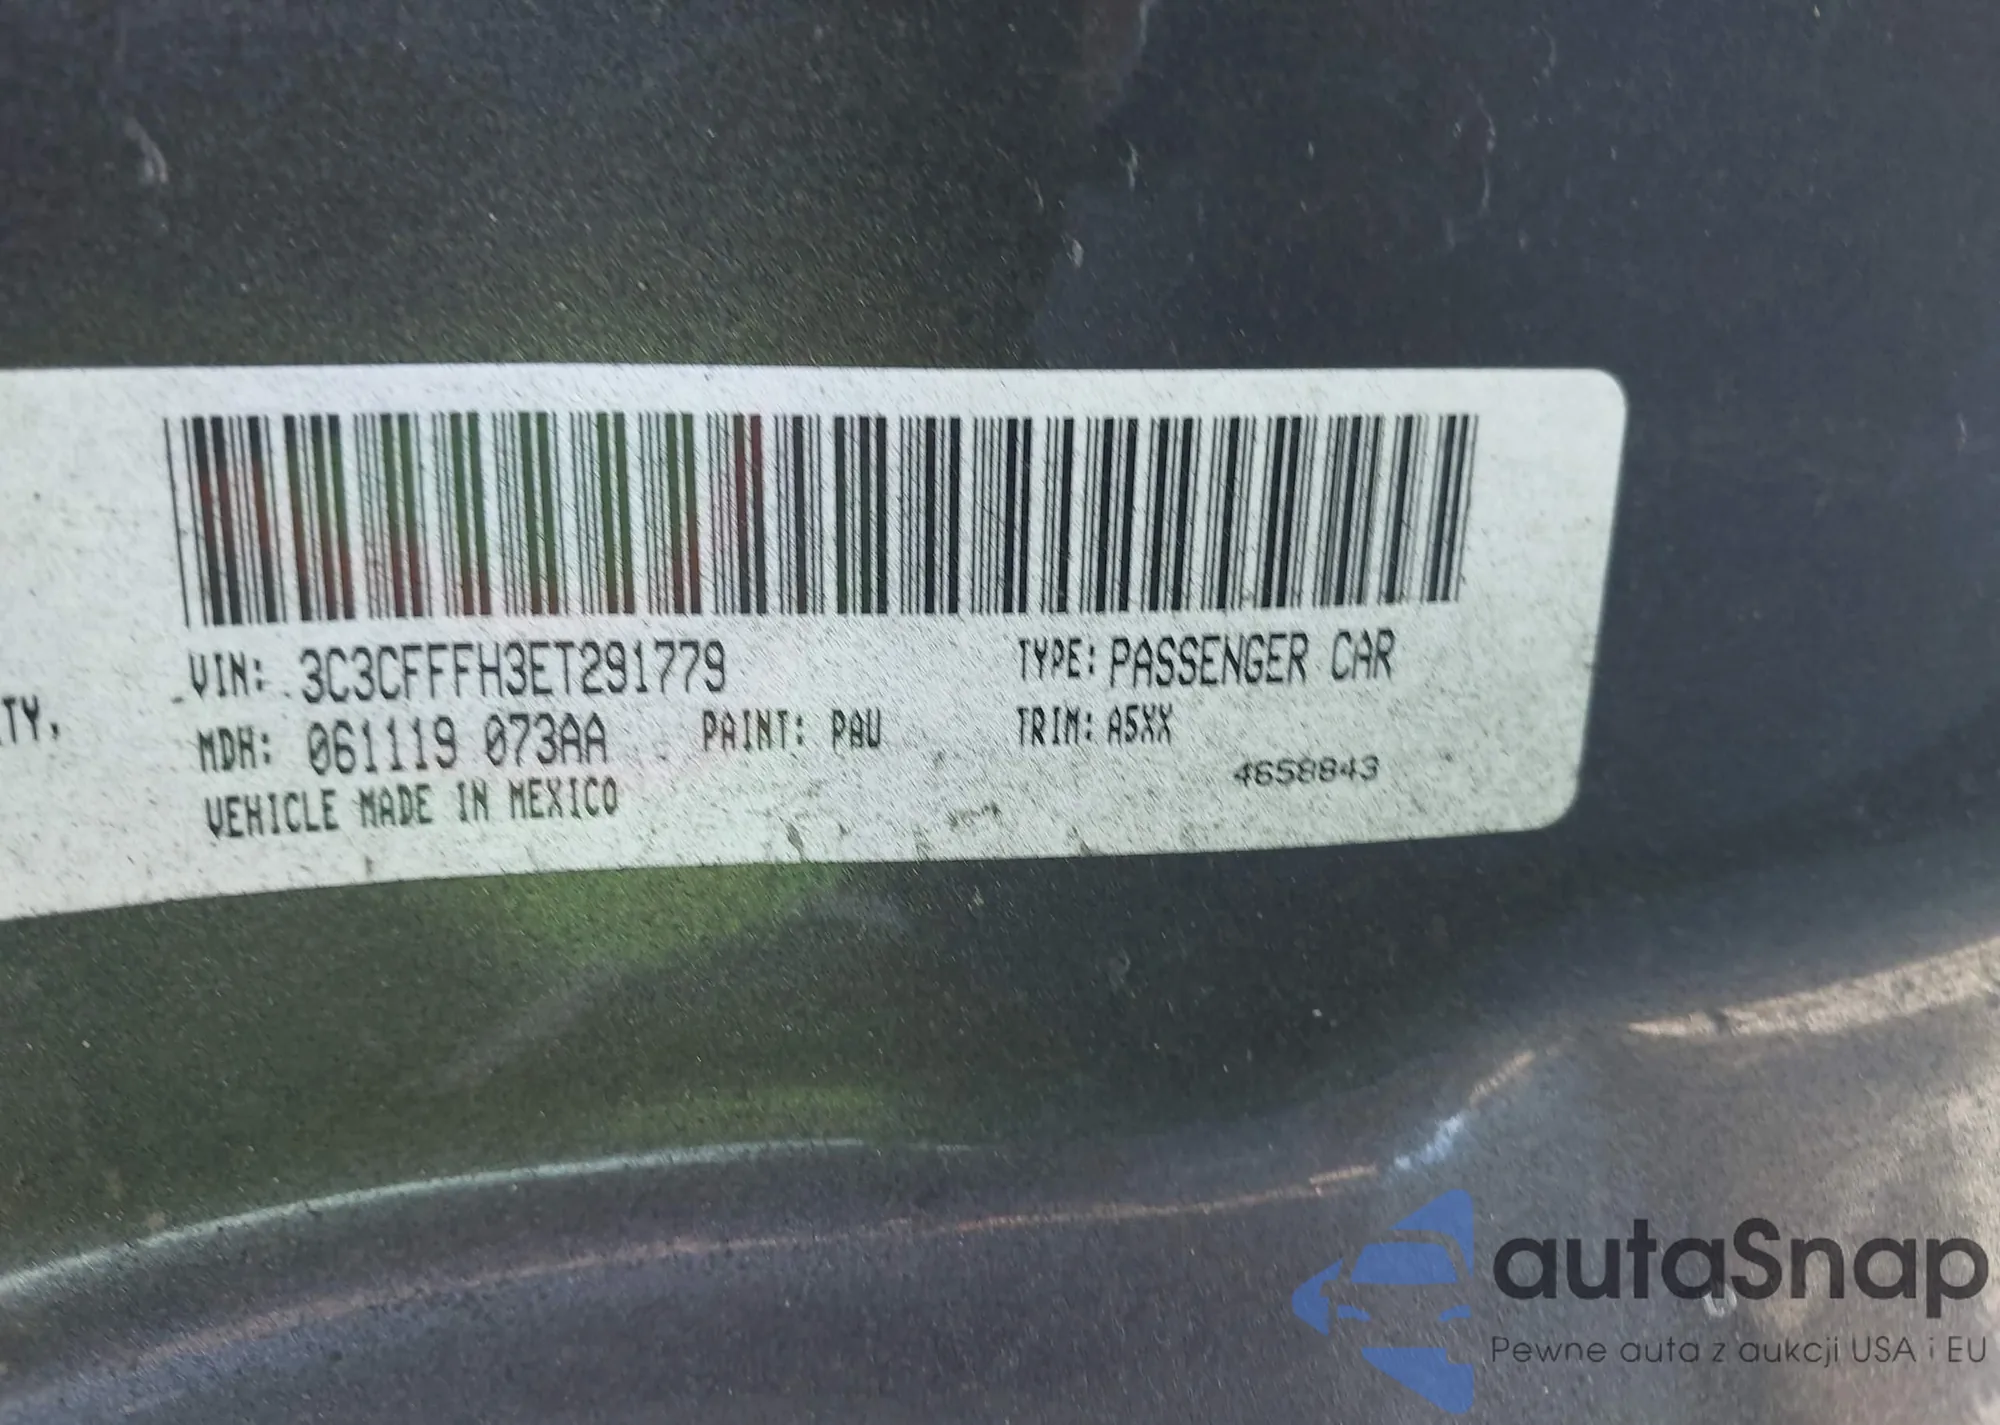 VIN: 3C3CFFFH3ET291779 TYPE: PASSENGER CAR
TY,
MDH: 061119 073AA PAINT: PAU TRIM: A5XX
4658843
VEHICLE MADE IN MEXICO
autaSnap
Pewne auta z aukcji USA i EU